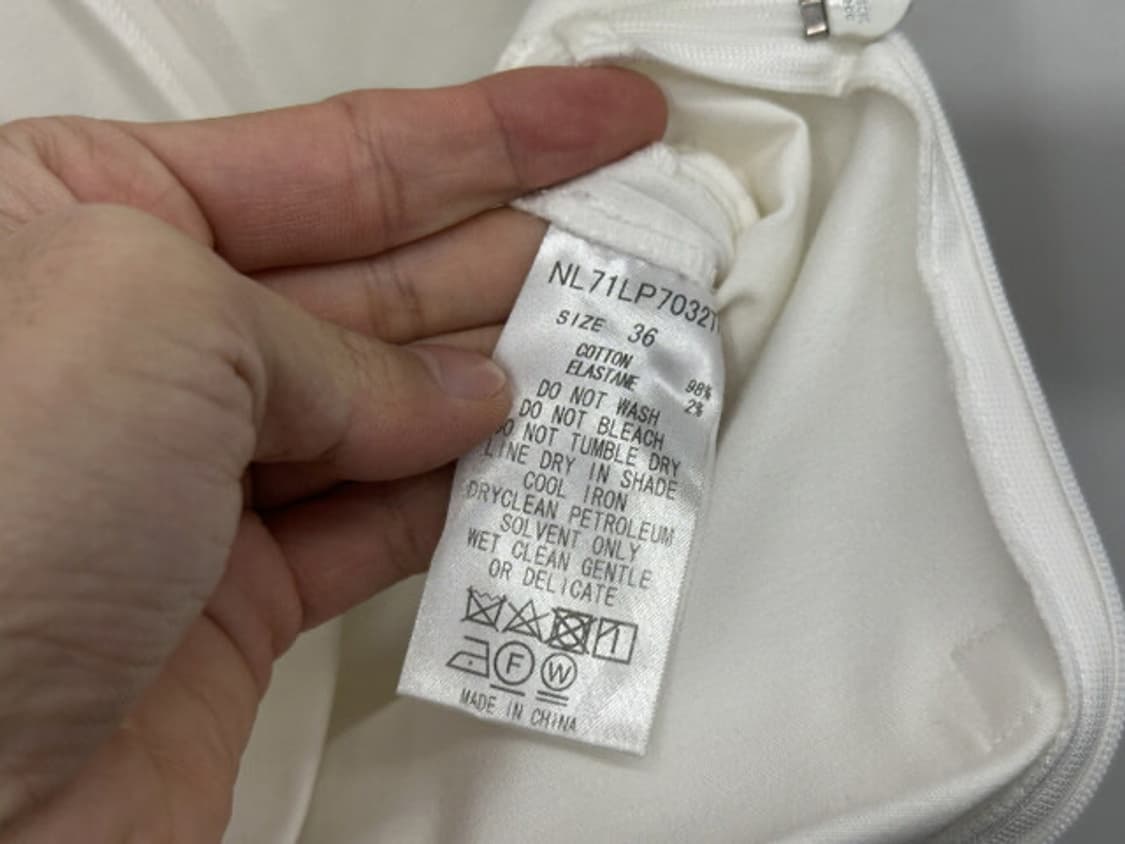 NL71LP7032
SIZE 36
COTTON 98%
ELASTANE 2%
DO NOT WASH
DO NOT BLEACH
DO NOT TUMBLE DRY
LINE DRY IN SHADE
COOL IRON
DRYCLEAN PETROLEUM
SOLVENT ONLY
WET CLEAN GENTLE
OR DELICATE
F W
MADE IN CHINA